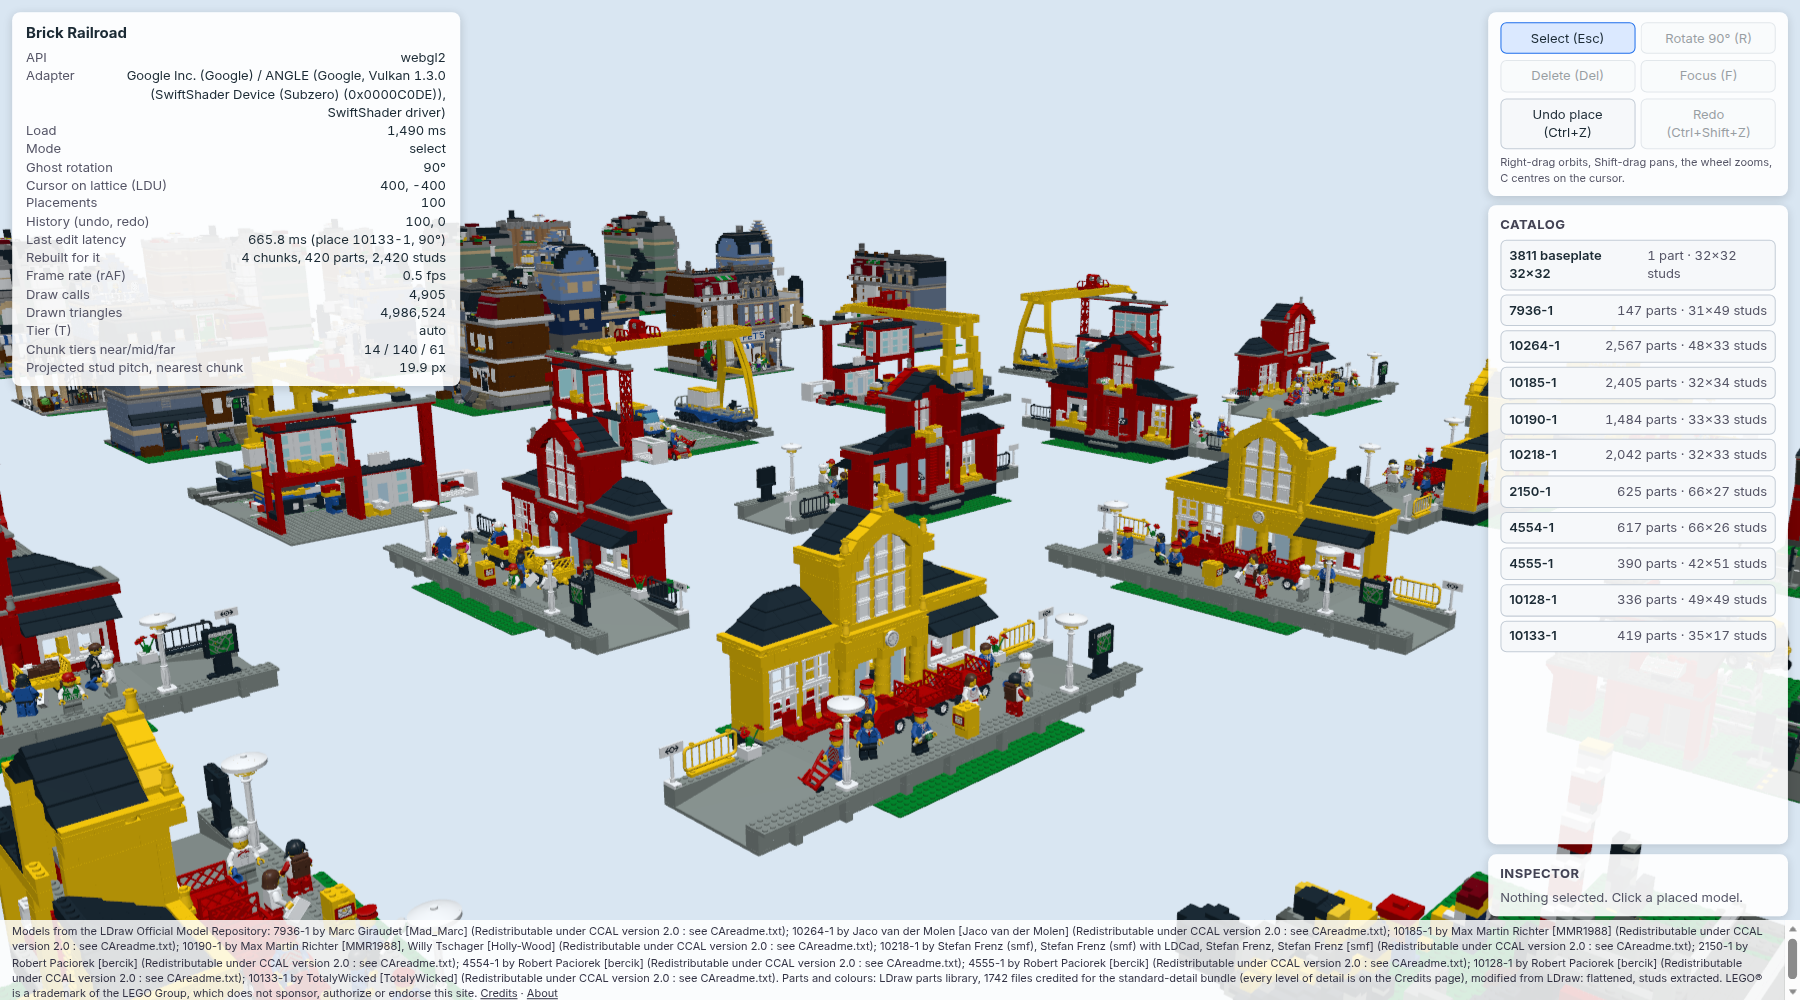 Brick Railroad
API webgl2
Adapter Google Inc. (Google) / ANGLE (Google, Vulkan 1.3.0
(SwiftShader Device (Subzero) (0x0000C0DE)),
SwiftShader driver)
Load 1,490 ms
Mode select
Ghost rotation 90°
Cursor on lattice (LDU) 400, -400
Placements 100
History (undo, redo) 100, 0
Last edit latency 665.8 ms (place 10133-1, 90°)
Rebuilt for it 4 chunks, 420 parts, 2,420 studs
Frame rate (rAF) 0.5 fps
Draw calls 4,905
Drawn triangles 4,986,524
Tier (T) auto
Chunk tiers near/mid/far 14 / 140 / 61
Projected stud pitch, nearest chunk 19.9 px
Select (Esc) Rotate 90° (R)
Delete (Del) Focus (F)
Undo place (Ctrl+Z) Redo (Ctrl+Shift+Z)
Right-drag orbits, Shift-drag pans, the wheel zooms,
C centres on the cursor.
CATALOG
3811 baseplate 32×32 1 part · 32×32 studs
7936-1 147 parts · 31×49 studs
10264-1 2,567 parts · 48×33 studs
10185-1 2,405 parts · 32×34 studs
10190-1 1,484 parts · 33×33 studs
10218-1 2,042 parts · 32×33 studs
2150-1 625 parts · 66×27 studs
4554-1 617 parts · 66×26 studs
4555-1 390 parts · 42×51 studs
10128-1 336 parts · 49×49 studs
10133-1 419 parts · 35×17 studs
INSPECTOR
Nothing selected. Click a placed model.
Models from the LDraw Official Model Repository: 7936-1 by Marc Giraudet [Mad_Marc] (Redistributable under CCAL version 2.0 : see CAreadme.txt); 10264-1 by Jaco van der Molen [Jaco van der Molen] (Redistributable under CCAL version 2.0 : see CAreadme.txt); 10185-1 by Max Martin Richter [MMR1988] (Redistributable under CCAL
version 2.0 : see CAreadme.txt); 10190-1 by Max Martin Richter [MMR1988], Willy Tschager [Holly-Wood] (Redistributable under CCAL version 2.0 : see CAreadme.txt); 10218-1 by Stefan Frenz (smf), Stefan Frenz (smf) with LDCad, Stefan Frenz, Stefan Frenz [smf] (Redistributable under CCAL version 2.0 : see CAreadme.txt); 2150-1 by
Robert Paciorek [bercik] (Redistributable under CCAL version 2.0 : see CAreadme.txt); 4554-1 by Robert Paciorek [bercik] (Redistributable under CCAL version 2.0 : see CAreadme.txt); 4555-1 by Robert Paciorek [bercik] (Redistributable under CCAL version 2.0 : see CAreadme.txt); 10128-1 by Robert Paciorek [bercik] (Redistributable
under CCAL version 2.0 : see CAreadme.txt); 10133-1 by TotalyWicked [TotalyWicked] (Redistributable under CCAL version 2.0 : see CAreadme.txt). Parts and colours: LDraw parts library, 1742 files credited for the standard-detail bundle (every level of detail is on the Credits page), modified from LDraw: flattened, studs extracted. LEGO®
is a trademark of the LEGO Group, which does not sponsor, authorize or endorse this site. Credits · About